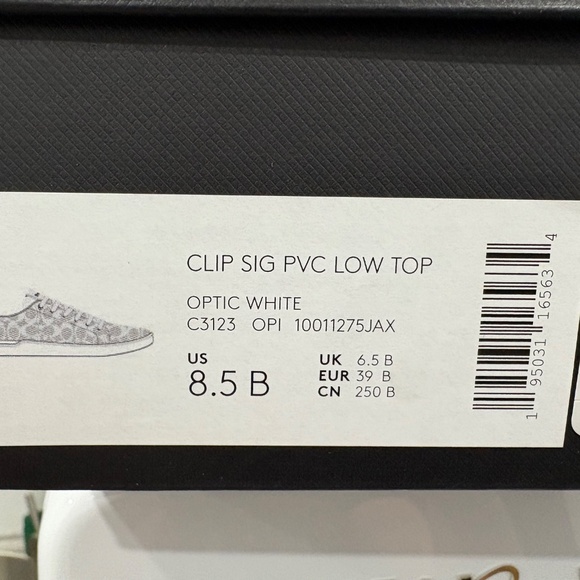 CLIP SIG PVC LOW TOP
OPTIC WHITE
C3123 OPI 10011275JAX
US
8.5 B
UK 6.5 B
EUR 39 B
CN 250 B
1 95031 16563 4